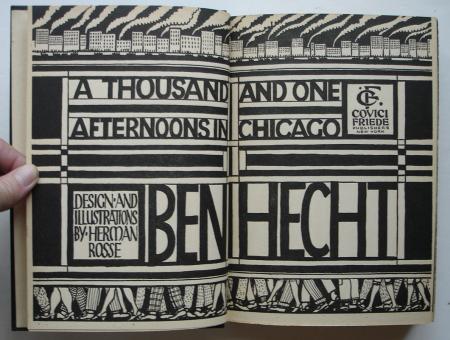 A THOUSAND AND ONE
AFTERNOONS IN CHICAGO
CF
COVICI
FRIEDE
PUBLISHERS
NEW YORK
DESIGN·AND
ILLUSTRATIONS
BY·HERMAN
ROSSE
BEN HECHT